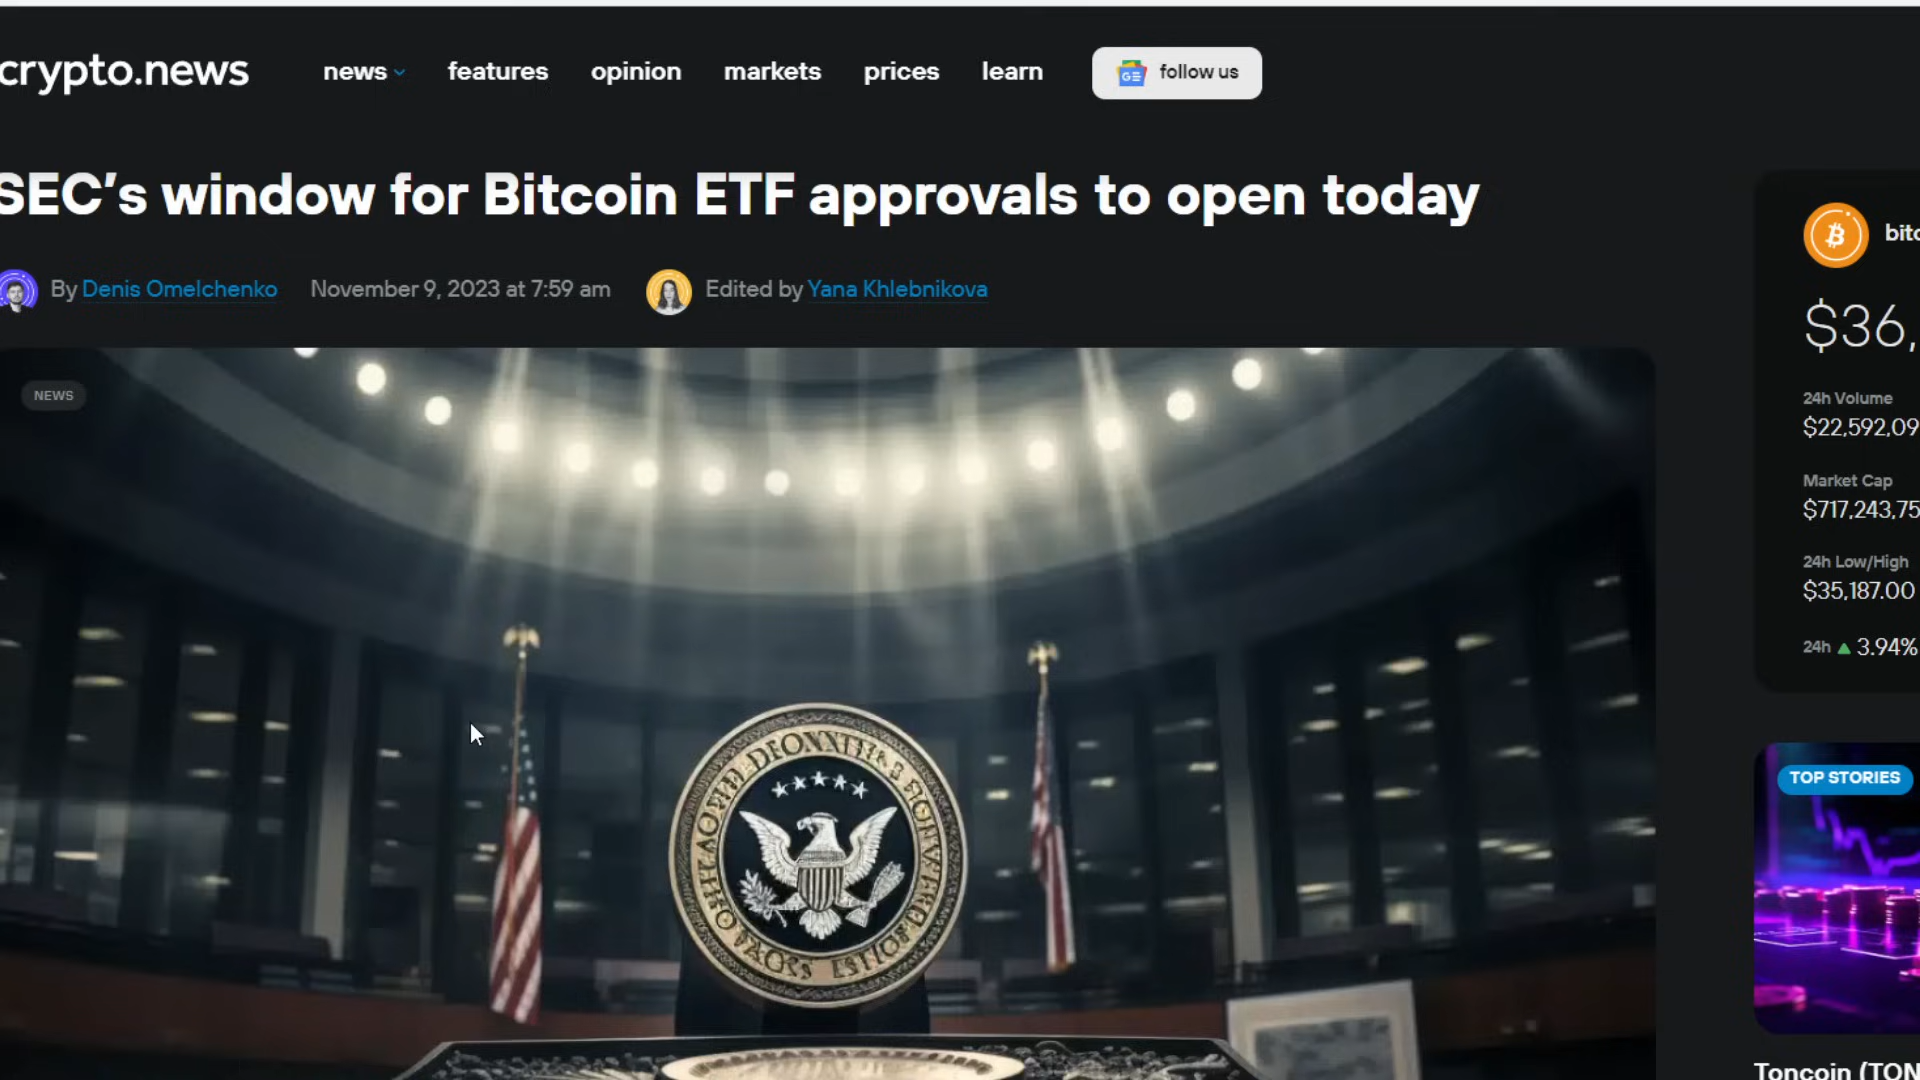 crypto.news
news
features
opinion
markets
prices
learn
GE
follow us
SEC's window for Bitcoin ETF approvals to open today
By Denis Omelchenko
November 9, 2023 at 7:59 am
Edited by Yana Khlebnikova
NEWS
bitc
$36,
24h Volume
$22,592,09
Market Cap
$717,243,75
24h Low/High
$35,187.00
24h ▲ 3.94%
TOP STORIES
Toncoin (TON